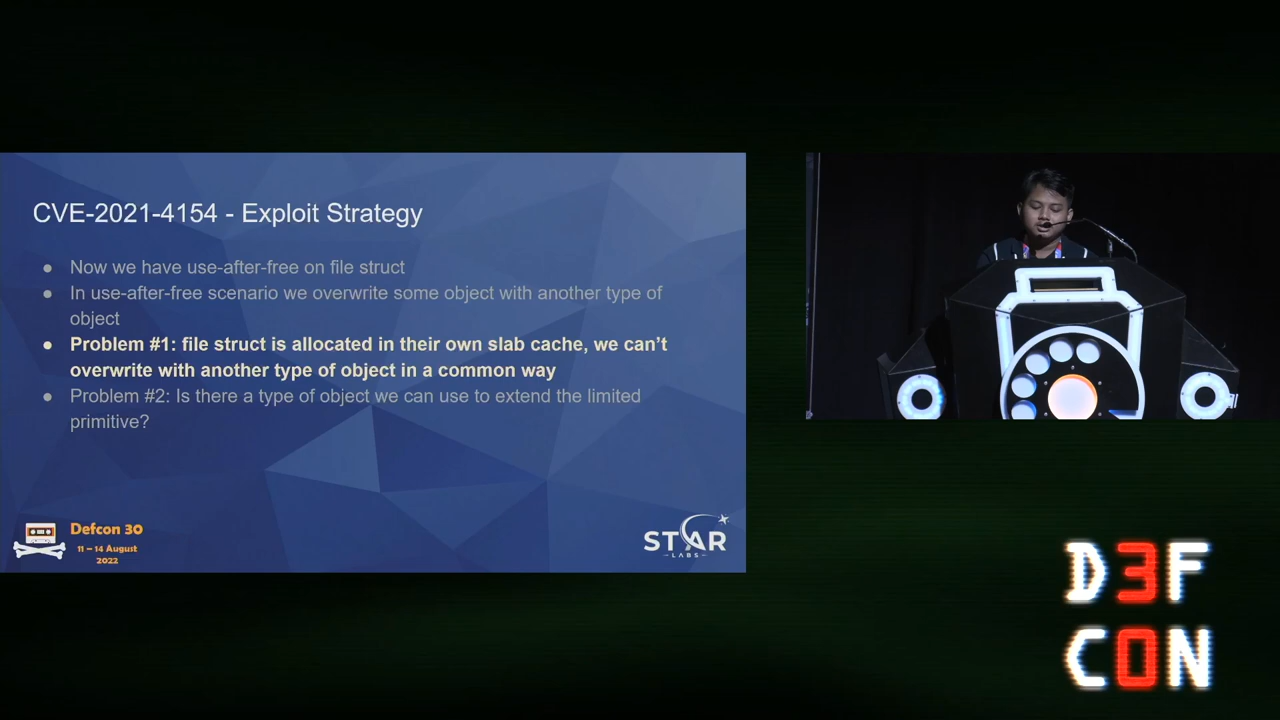 CVE-2021-4154 - Exploit Strategy
● Now we have use-after-free on file struct
● In use-after-free scenario we overwrite some object with another type of
object
● Problem #1: file struct is allocated in their own slab cache, we can't
overwrite with another type of object in a common way
● Problem #2: Is there a type of object we can use to extend the limited
primitive?
Defcon 30
11 – 14 August
2022
STAR
LABS
D3F
C0N